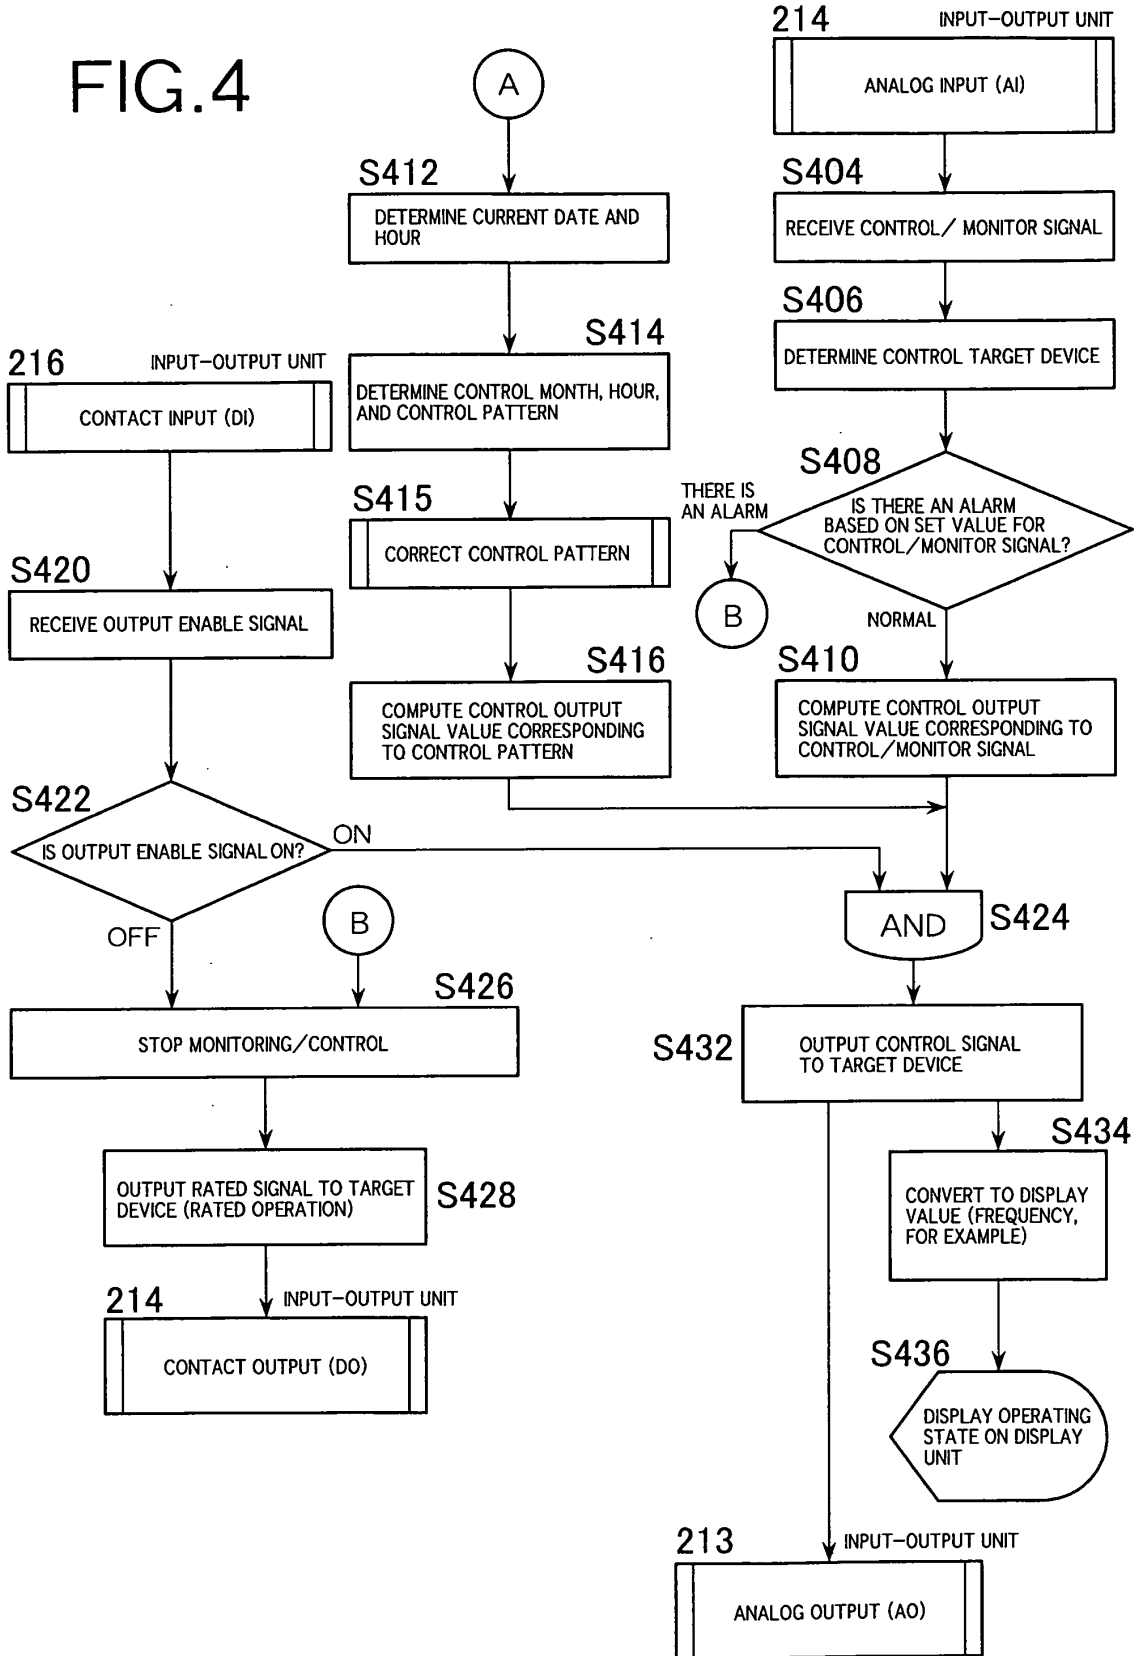 FIG.4
A
S412
DETERMINE CURRENT DATE AND
HOUR
S414
DETERMINE CONTROL MONTH, HOUR,
AND CONTROL PATTERN
S415
CORRECT CONTROL PATTERN
S416
COMPUTE CONTROL OUTPUT
SIGNAL VALUE CORRESPONDING
TO CONTROL PATTERN
214
INPUT-OUTPUT UNIT
ANALOG INPUT (AI)
S404
RECEIVE CONTROL/ MONITOR SIGNAL
S406
DETERMINE CONTROL TARGET DEVICE
S408
IS THERE AN ALARM
BASED ON SET VALUE FOR
CONTROL/MONITOR SIGNAL?
THERE IS
AN ALARM
B
NORMAL
S410
COMPUTE CONTROL OUTPUT
SIGNAL VALUE CORRESPONDING TO
CONTROL/MONITOR SIGNAL
216
INPUT-OUTPUT UNIT
CONTACT INPUT (DI)
S420
RECEIVE OUTPUT ENABLE SIGNAL
S422
IS OUTPUT ENABLE SIGNAL ON?
ON
OFF
B
AND
S424
S426
STOP MONITORING/CONTROL
S428
OUTPUT RATED SIGNAL TO TARGET
DEVICE (RATED OPERATION)
214
INPUT-OUTPUT UNIT
CONTACT OUTPUT (DO)
S432
OUTPUT CONTROL SIGNAL
TO TARGET DEVICE
S434
CONVERT TO DISPLAY
VALUE (FREQUENCY,
FOR EXAMPLE)
S436
DISPLAY OPERATING
STATE ON DISPLAY
UNIT
213
INPUT-OUTPUT UNIT
ANALOG OUTPUT (AO)